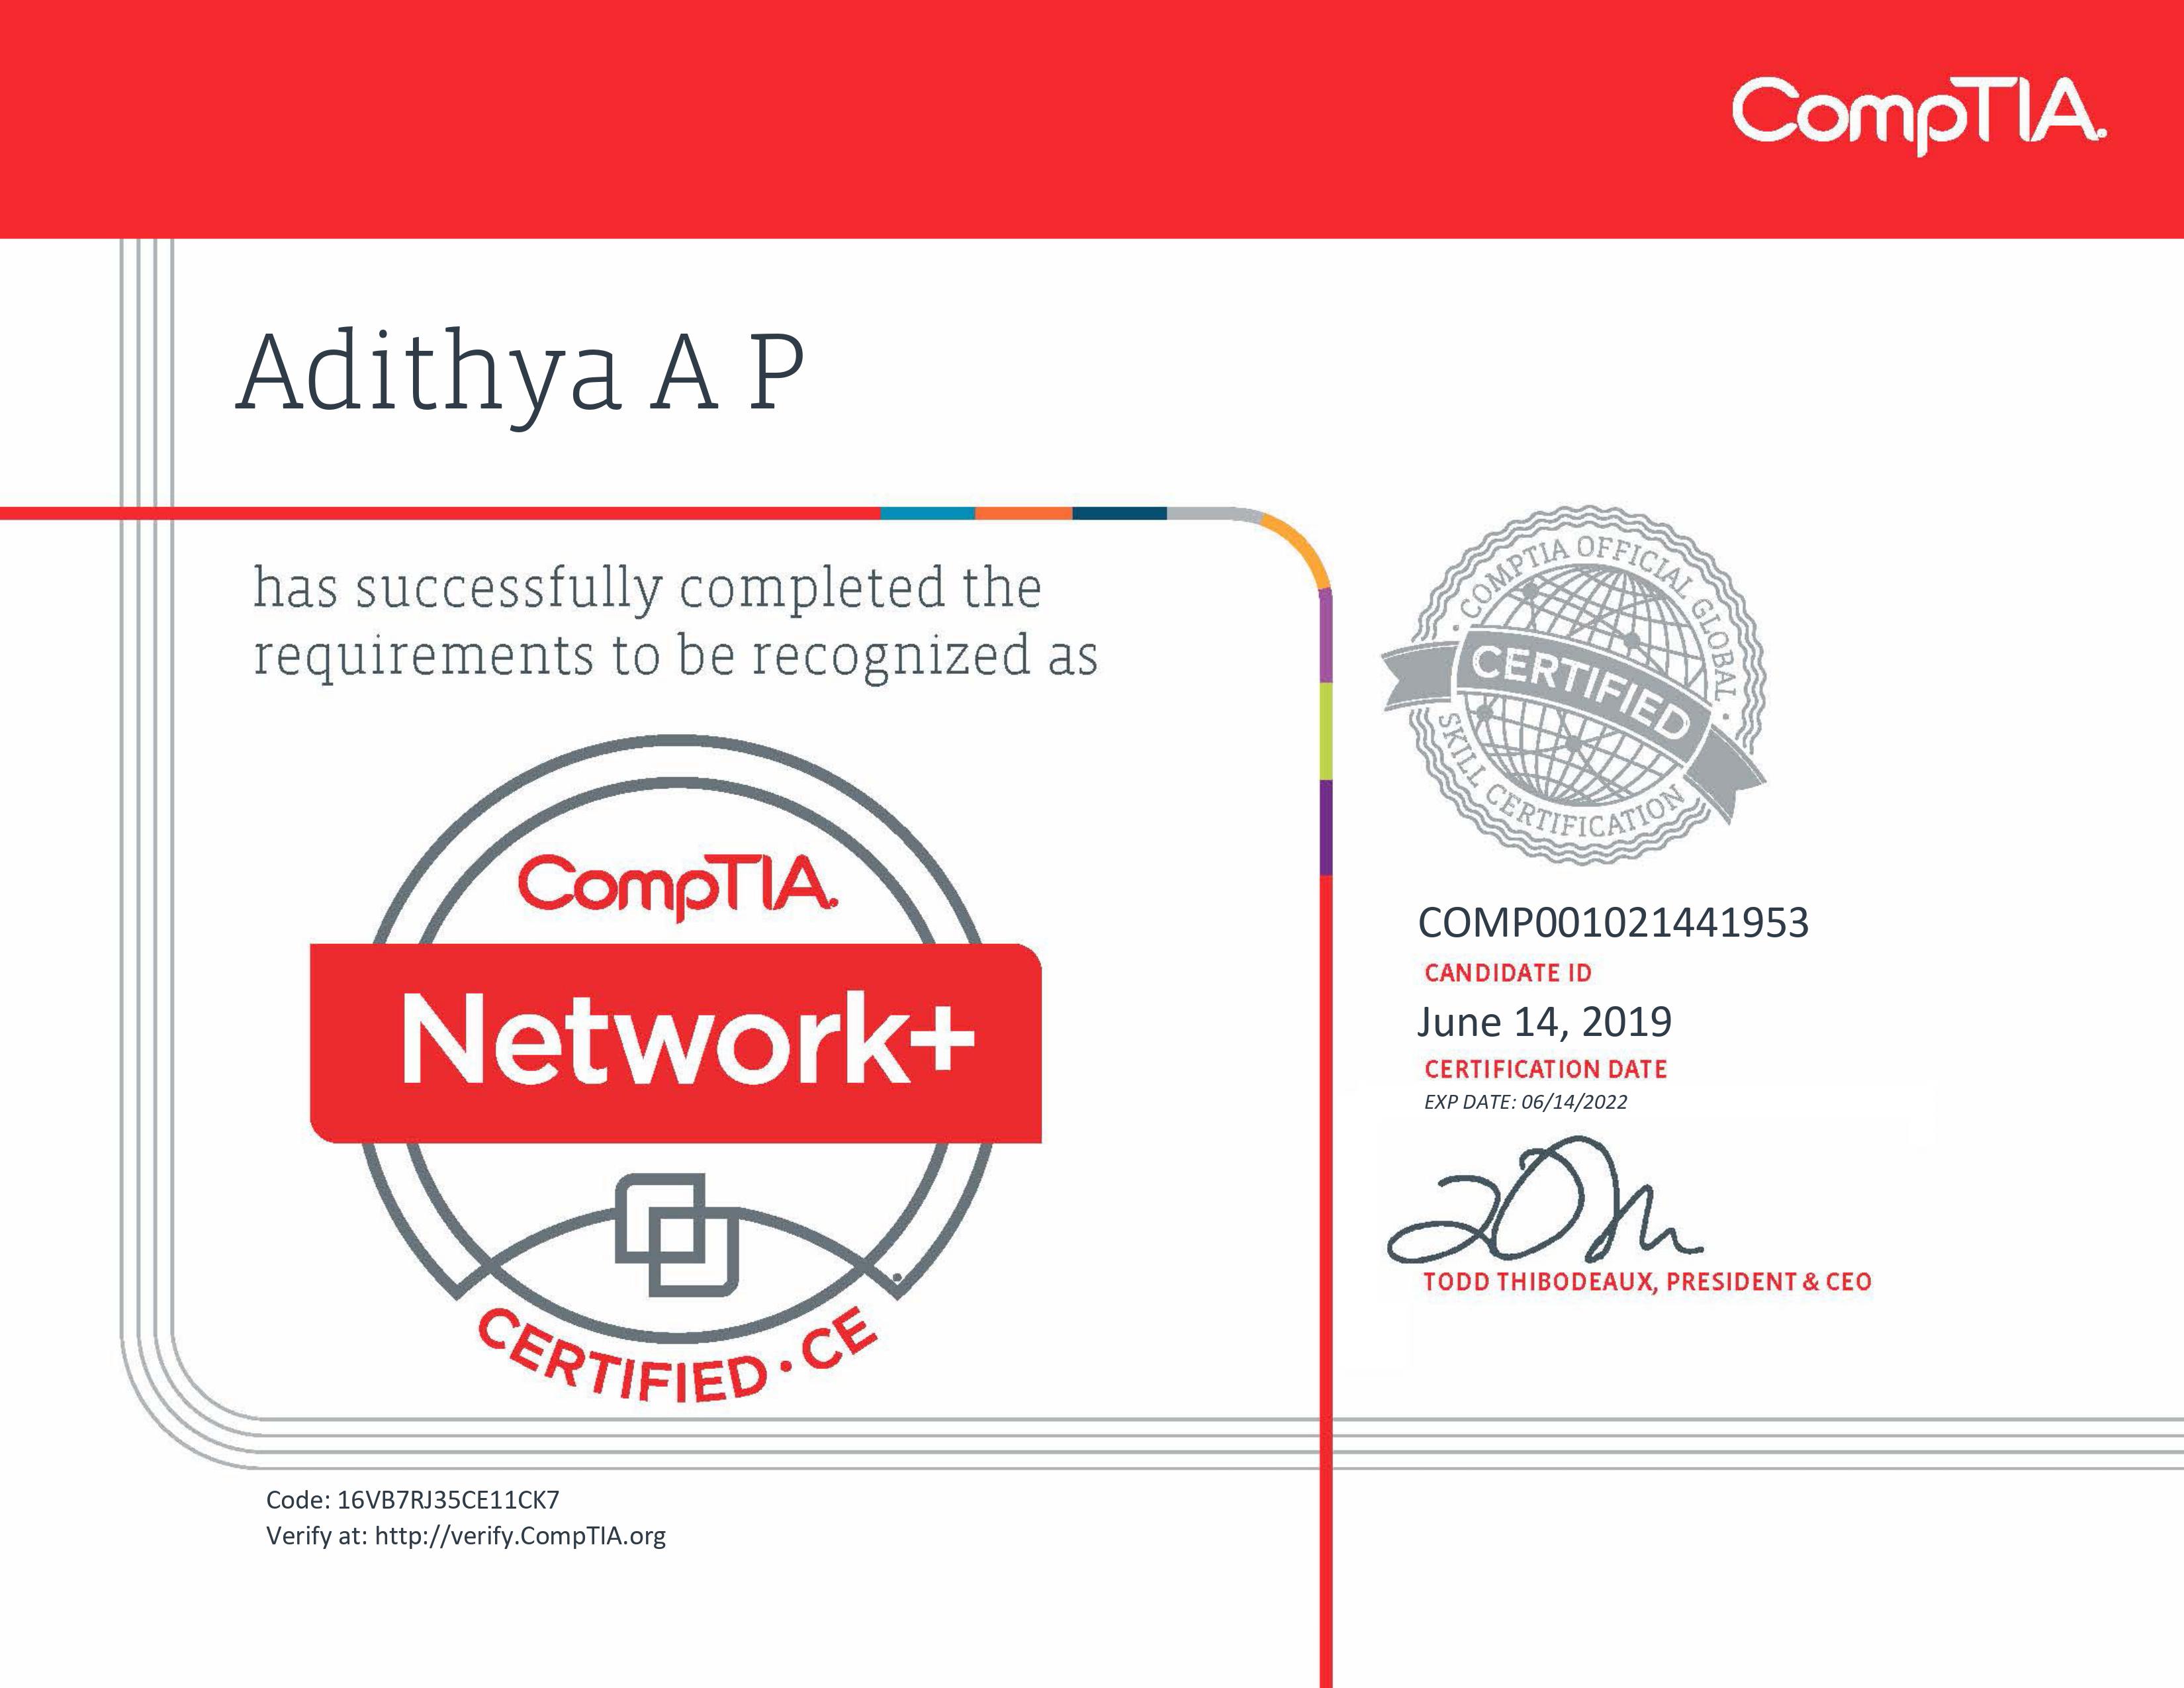 CompTIA.
Adithya A P
has successfully completed the
requirements to be recognized as
COMPTIA OFFICIAL GLOBAL
CERTIFIED
SKILL CERTIFICATION
CompTIA.
Network+
CERTIFIED • CE
COMP001021441953
CANDIDATE ID
June 14, 2019
CERTIFICATION DATE
EXP DATE: 06/14/2022
TODD THIBODEAUX, PRESIDENT & CEO
Code: 16VB7RJ35CE11CK7
Verify at: http://verify.CompTIA.org